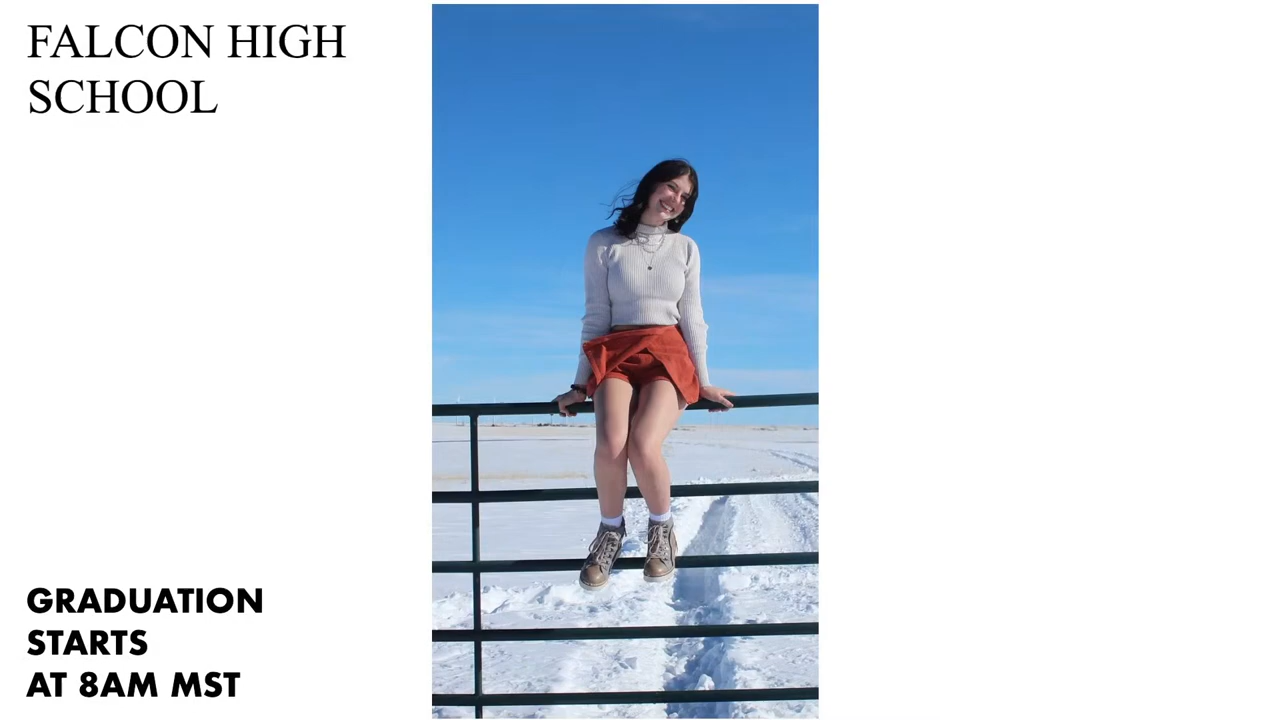 FALCON HIGH
SCHOOL
GRADUATION
STARTS
AT 8AM MST